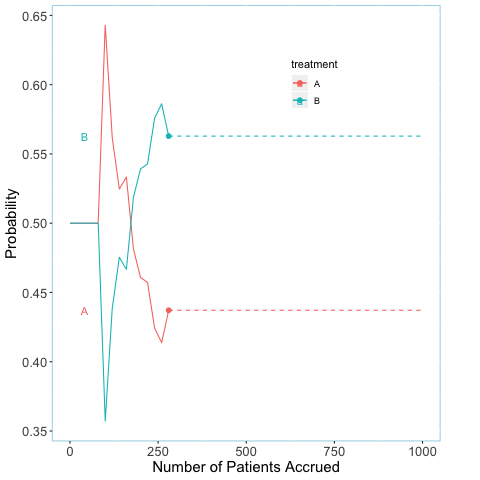 0.65
0.60
0.55
0.50
0.45
0.40
0.35
Probability
treatment
A
B
B
A
0 250 500 750 1000
Number of Patients Accrued